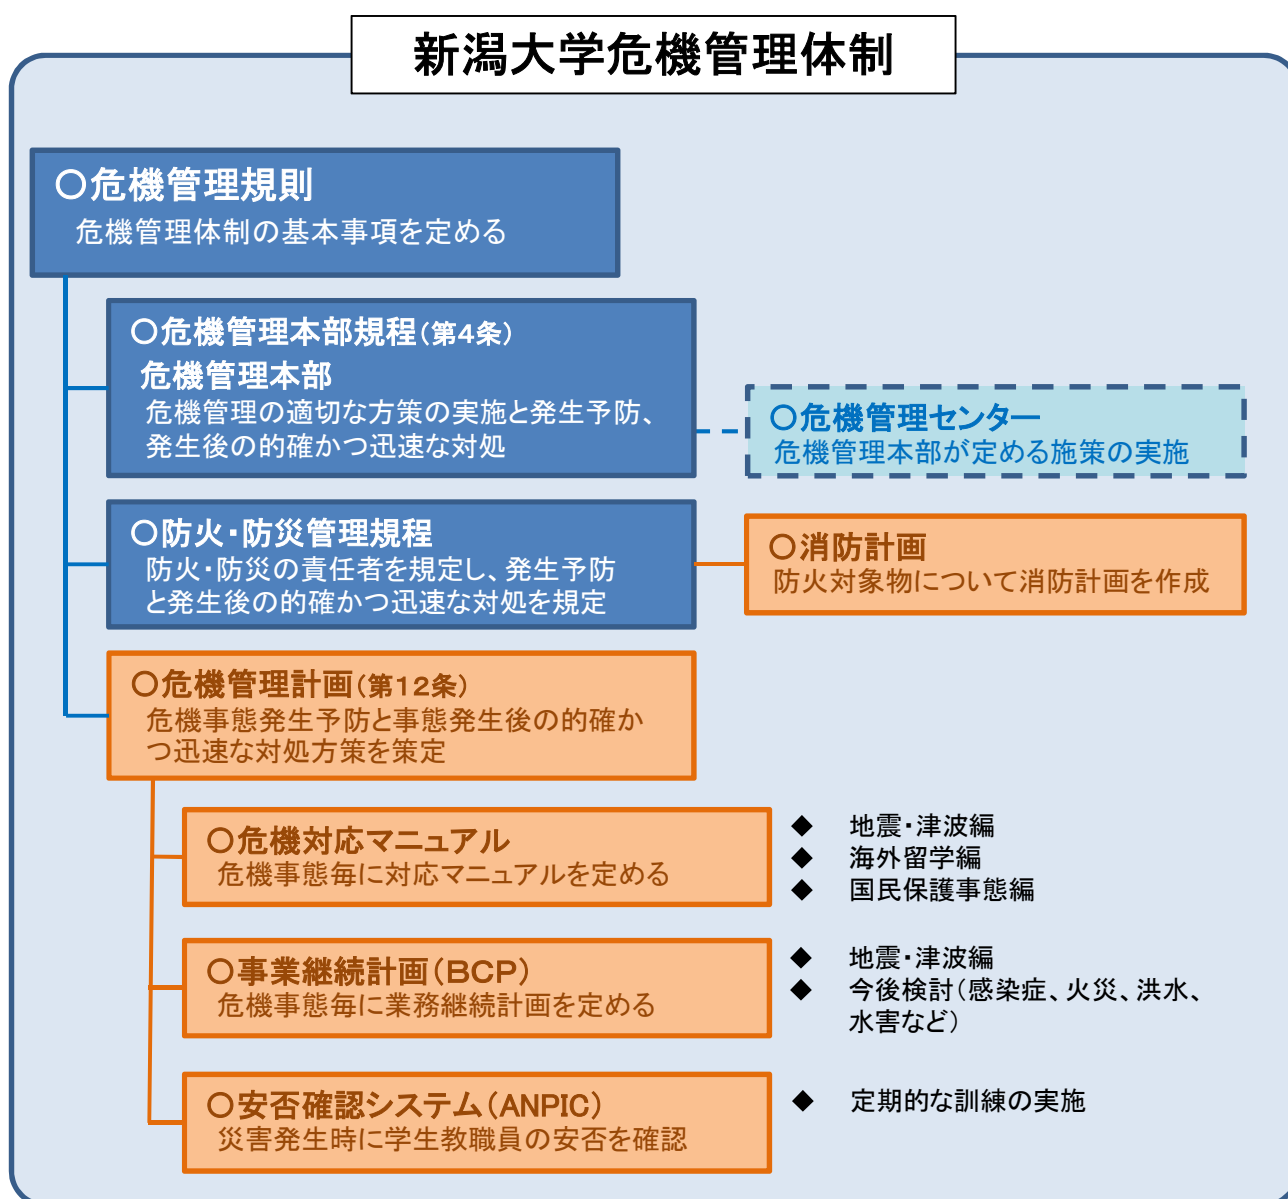 新潟大学危機管理体制
○危機管理規則
危機管理体制の基本事項を定める
○危機管理本部規程（第4条）
危機管理本部
危機管理の適切な方策の実施と発生予防、
発生後の的確かつ迅速な対処
○危機管理センター
危機管理本部が定める施策の実施
○防火・防災管理規程
防火・防災の責任者を規定し、発生予防
と発生後の的確かつ迅速な対処を規定
○消防計画
防火対象物について消防計画を作成
○危機管理計画（第１２条）
危機事態発生予防と事態発生後の的確か
つ迅速な対処方策を策定
○危機対応マニュアル
危機事態毎に対応マニュアルを定める
◆ 地震・津波編
◆ 海外留学編
◆ 国民保護事態編
○事業継続計画（ＢＣＰ）
危機事態毎に業務継続計画を定める
◆ 地震・津波編
◆ 今後検討（感染症、火災、洪水、
水害など）
○安否確認システム（ANPIC）
災害発生時に学生教職員の安否を確認
◆ 定期的な訓練の実施